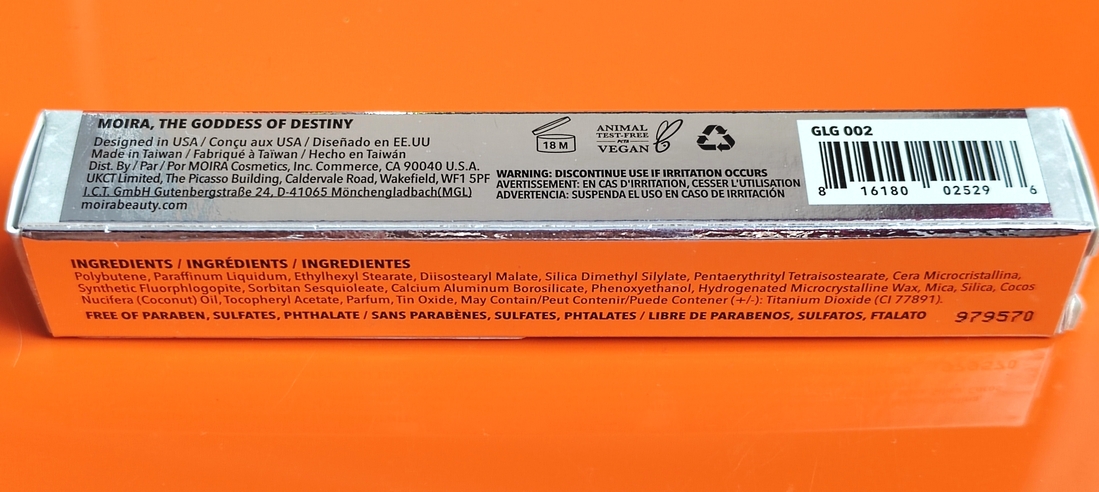 MOIRA, THE GODDESS OF DESTINY
Designed in USA / Conçu aux USA / Diseñado en EE.UU
Made in Taiwan / Fabriqué à Taïwan / Hecho en Taiwán
Dist. By / Par / Por MOIRA Cosmetics, Inc. Commerce, CA 90040 U.S.A.
UKCT Limited, The Picasso Building, Caldervale Road, Wakefield, WF1 5PF
I.C.T. GmbH Gutenbergstraße 24, D-41065 Mönchengladbach(MGL)
moirabeauty.com
18 M
ANIMAL
TEST-FREE
PETA
VEGAN
WARNING: DISCONTINUE USE IF IRRITATION OCCURS
AVERTISSEMENT: EN CAS D'IRRITATION, CESSER L'UTILISATION
ADVERTENCIA: SUSPENDA EL USO EN CASO DE IRRITACIÓN
GLG 002
8 16180 02529 6
INGREDIENTS / INGRÉDIENTS / INGREDIENTES
Polybutene, Paraffinum Liquidum, Ethylhexyl Stearate, Diisostearyl Malate, Silica Dimethyl Silylate, Pentaerythrityl Tetraisostearate, Cera Microcristallina,
Synthetic Fluorphlogopite, Sorbitan Sesquioleate, Calcium Aluminum Borosilicate, Phenoxyethanol, Hydrogenated Microcrystalline Wax, Mica, Silica, Cocos
Nucifera (Coconut) Oil, Tocopheryl Acetate, Parfum, Tin Oxide, May Contain/Peut Contenir/Puede Contener (+/-): Titanium Dioxide (CI 77891).
FREE OF PARABEN, SULFATES, PHTHALATE / SANS PARABÈNES, SULFATES, PHTALATES / LIBRE DE PARABENOS, SULFATOS, FTALATO
979570